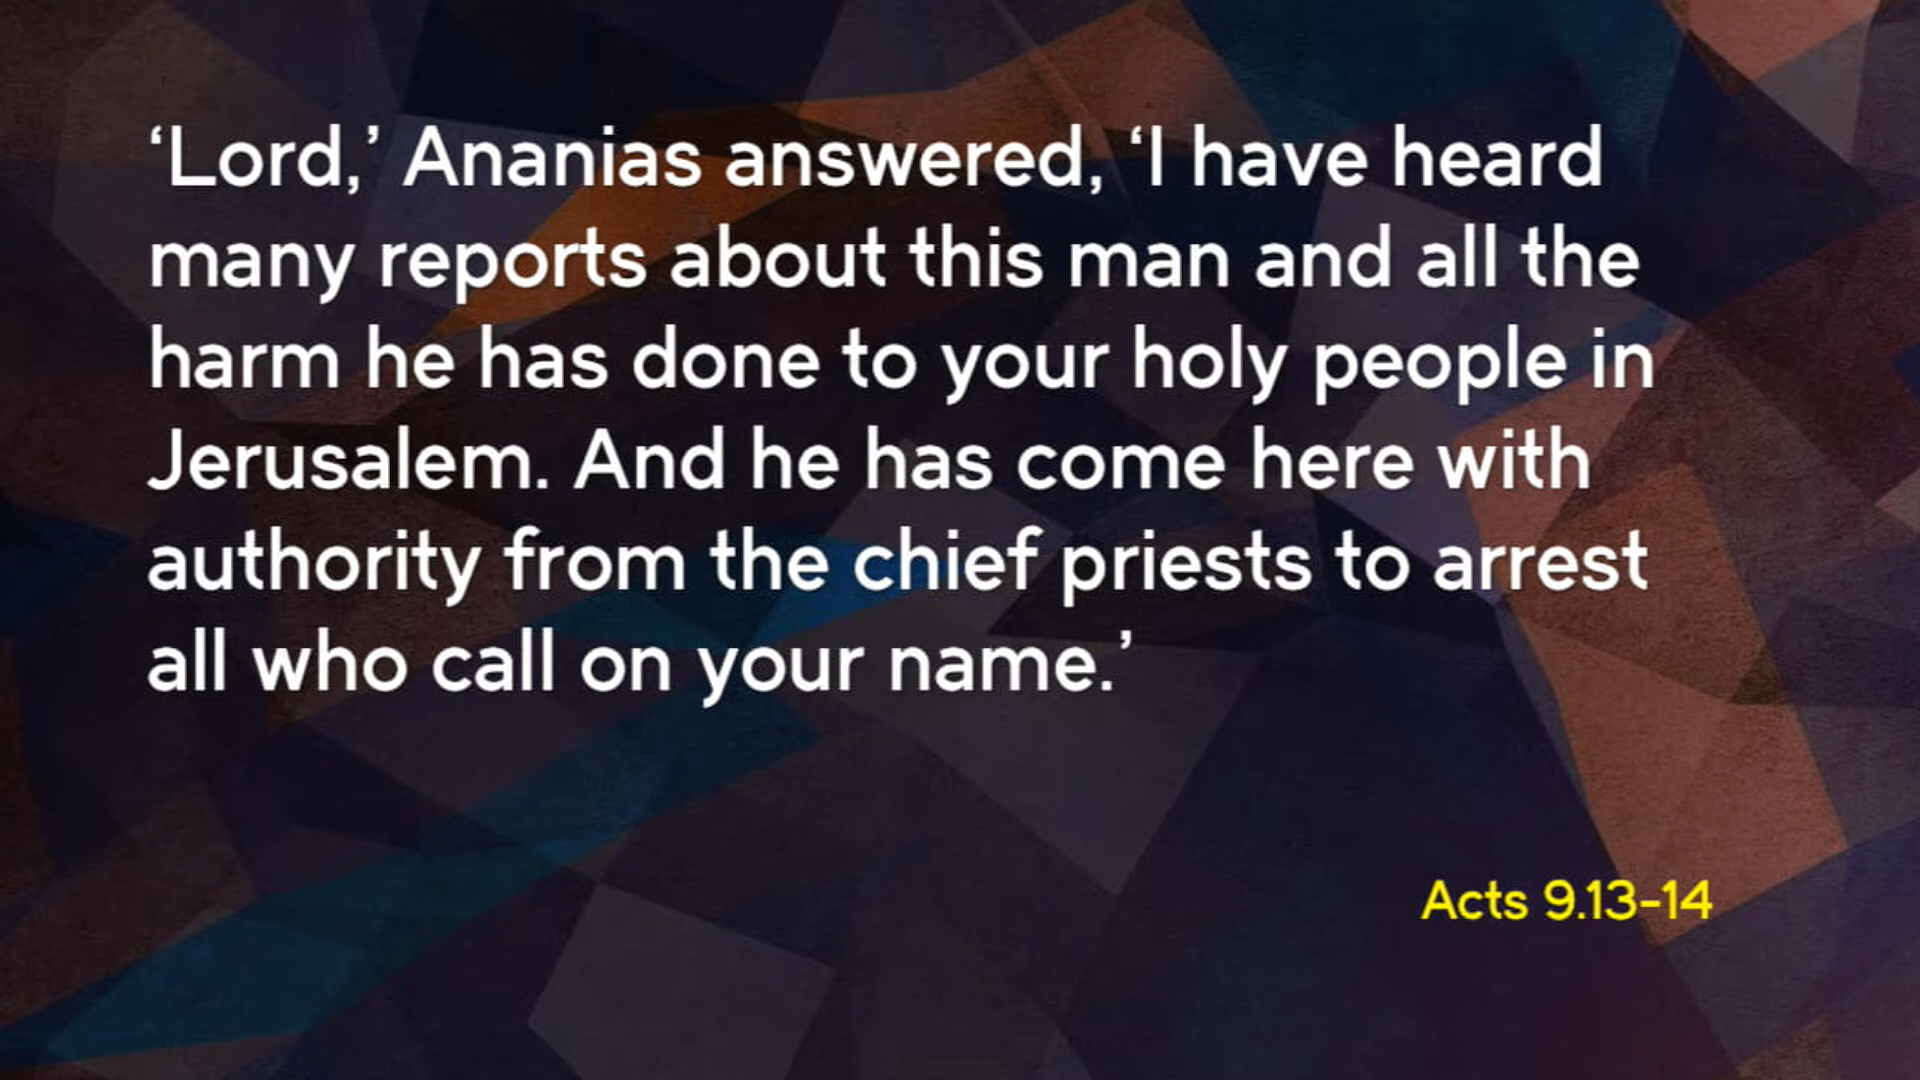 ‘Lord,’ Ananias answered, ‘I have heard
many reports about this man and all the
harm he has done to your holy people in
Jerusalem. And he has come here with
authority from the chief priests to arrest
all who call on your name.’
Acts 9.13-14